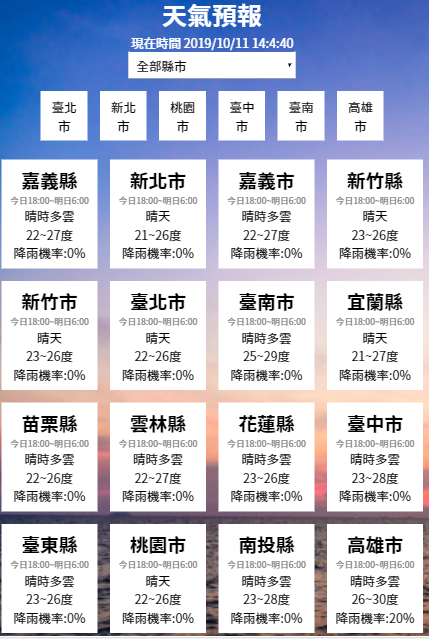 天氣預報
現在時間 2019/10/11 14:4:40
全部縣市
臺北市
新北市
桃園市
臺中市
臺南市
高雄市
嘉義縣
今日18:00~明日6:00
晴時多雲
22~27度
降雨機率:0%
新北市
今日18:00~明日6:00
晴天
21~26度
降雨機率:0%
嘉義市
今日18:00~明日6:00
晴時多雲
22~27度
降雨機率:0%
新竹縣
今日18:00~明日6:00
晴天
23~26度
降雨機率:0%
新竹市
今日18:00~明日6:00
晴天
23~26度
降雨機率:0%
臺北市
今日18:00~明日6:00
晴天
22~26度
降雨機率:0%
臺南市
今日18:00~明日6:00
晴時多雲
25~29度
降雨機率:0%
宜蘭縣
今日18:00~明日6:00
晴天
21~27度
降雨機率:0%
苗栗縣
今日18:00~明日6:00
晴時多雲
22~26度
降雨機率:0%
雲林縣
今日18:00~明日6:00
晴時多雲
22~27度
降雨機率:0%
花蓮縣
今日18:00~明日6:00
晴時多雲
23~26度
降雨機率:0%
臺中市
今日18:00~明日6:00
晴時多雲
23~28度
降雨機率:0%
臺東縣
今日18:00~明日6:00
晴時多雲
23~26度
降雨機率:0%
桃園市
今日18:00~明日6:00
晴天
22~26度
降雨機率:0%
南投縣
今日18:00~明日6:00
晴時多雲
23~28度
降雨機率:0%
高雄市
今日18:00~明日6:00
晴時多雲
26~30度
降雨機率:20%